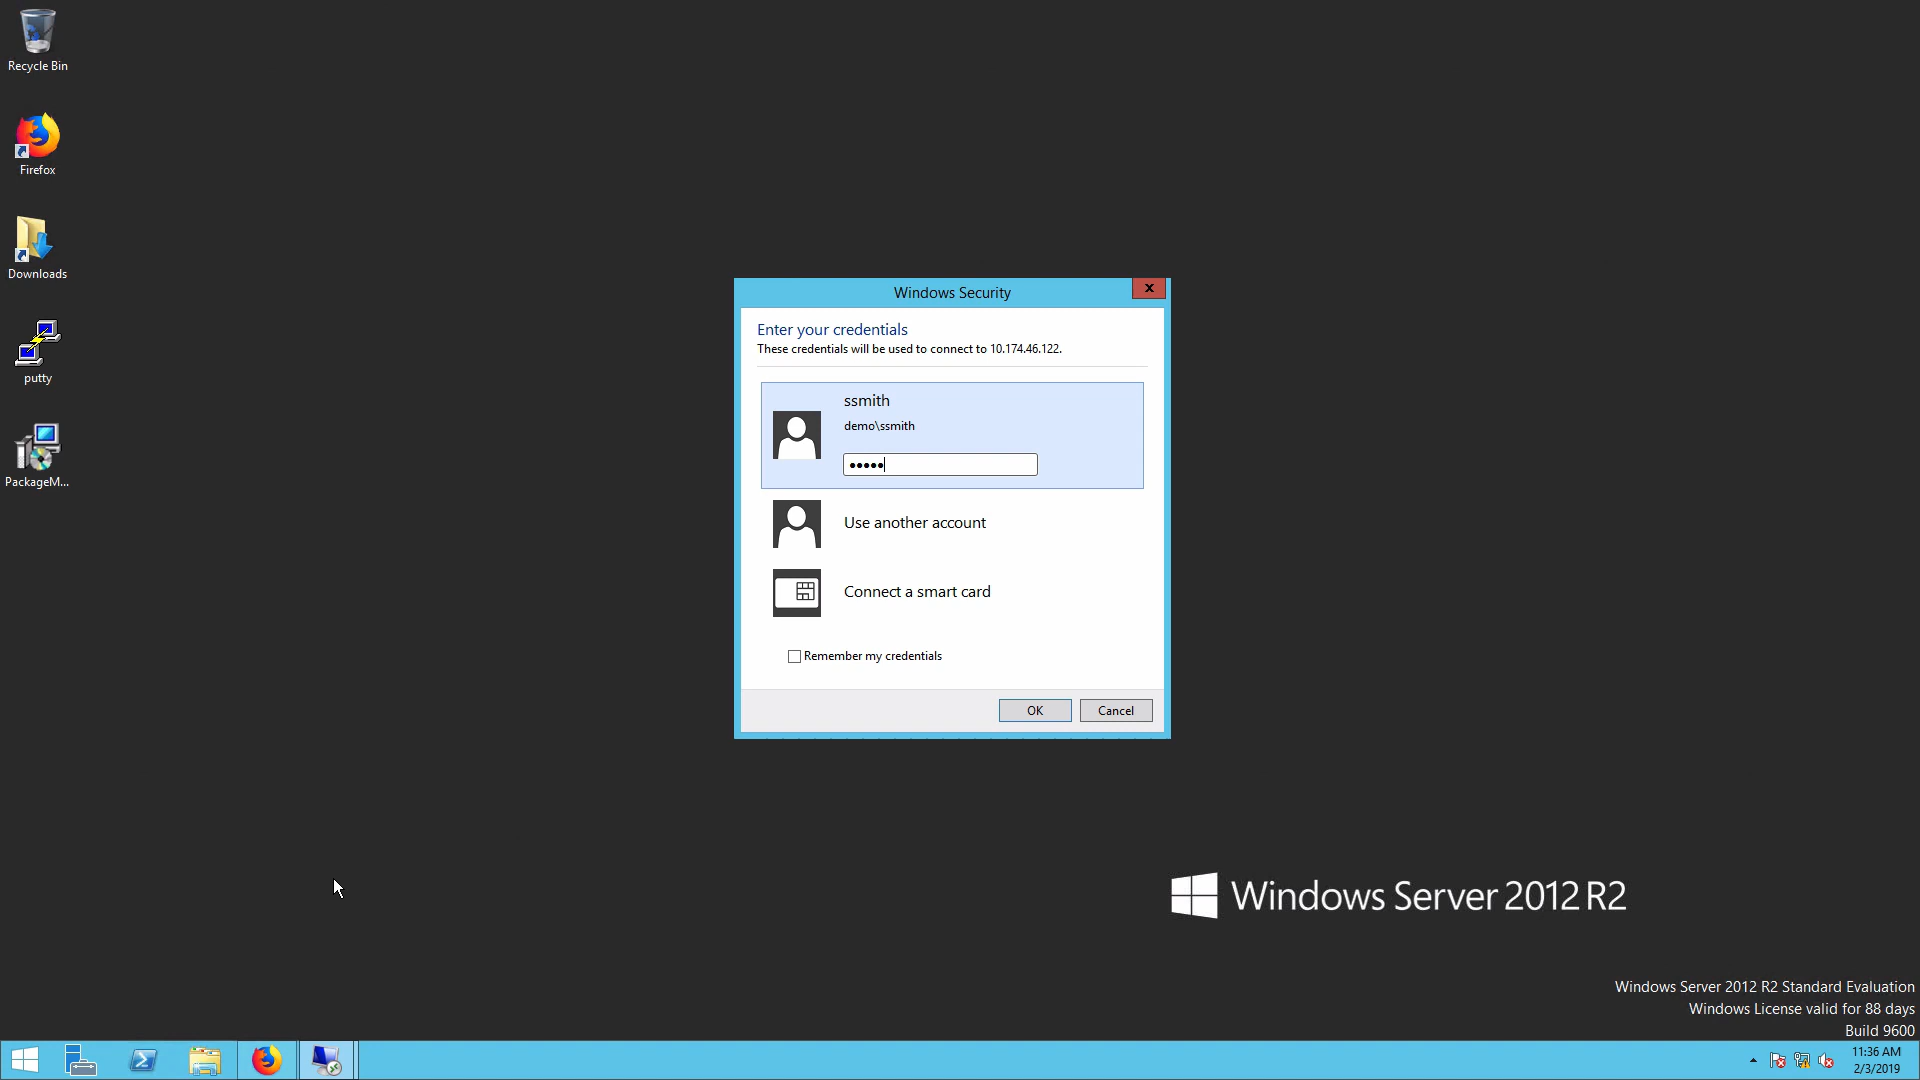 Recycle Bin
Firefox
Downloads
putty
PackageM...
Windows Security
x
Enter your credentials
These credentials will be used to connect to 10.174.46.122.
ssmith
demo\ssmith
●●●●●
Use another account
Connect a smart card
Remember my credentials
OK
Cancel
Windows Server 2012 R2
Windows Server 2012 R2 Standard Evaluation
Windows License valid for 88 days
Build 9600
11:36 AM
2/3/2019